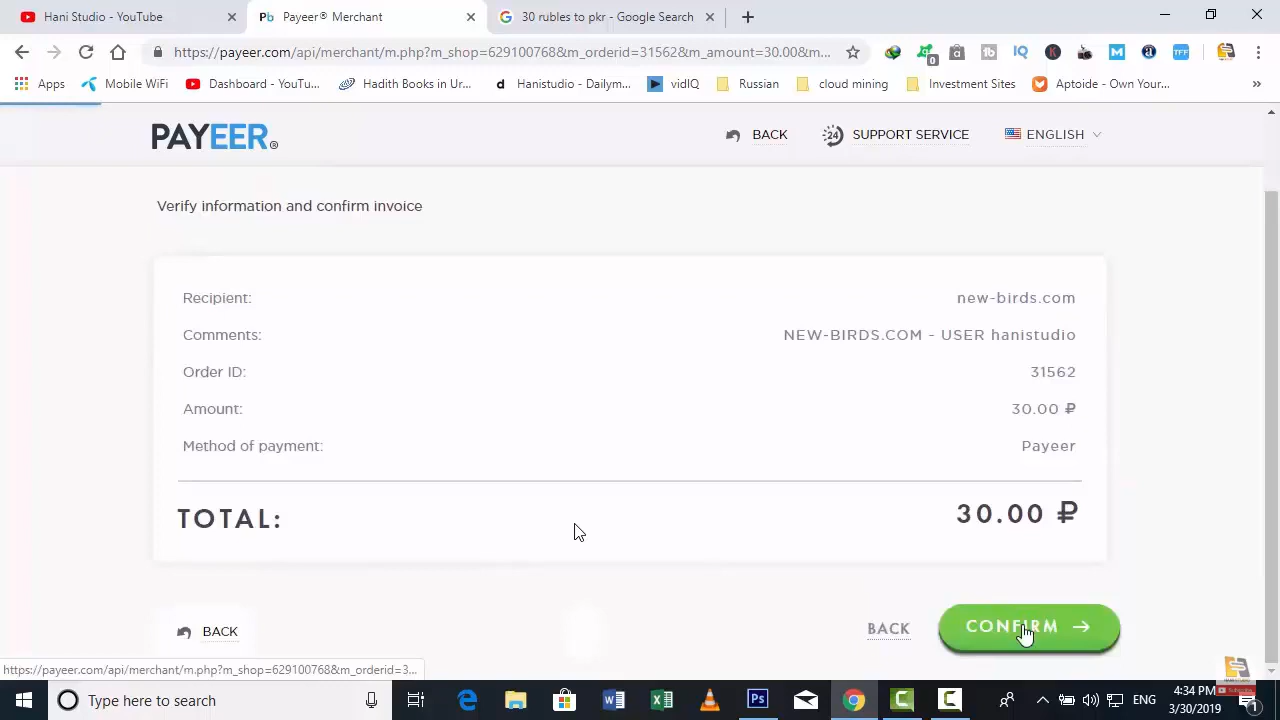 Hani Studio - YouTube
Pb Payeer® Merchant
30 rubles to pkr - Google Search
https://payeer.com/api/merchant/m.php?m_shop=629100768&m_orderid=31562&m_amount=30.00&m...
Apps
Mobile WiFi
Dashboard - YouTu...
Hadith Books in Ur...
d Hanistudio - Dailym...
vidIQ
Russian
cloud mining
Investment Sites
Aptoide - Own Your...
»
PAYEER®
BACK
24 SUPPORT SERVICE
ENGLISH
Verify information and confirm invoice
Recipient: new-birds.com
Comments: NEW-BIRDS.COM - USER hanistudio
Order ID: 31562
Amount: 30.00 ₽
Method of payment: Payeer
TOTAL: 30.00 ₽
BACK
BACK
CONFIRM
https://payeer.com/api/merchant/m.php?m_shop=629100768&m_orderid=3...
Type here to search
ENG
4:34 PM
3/30/2019